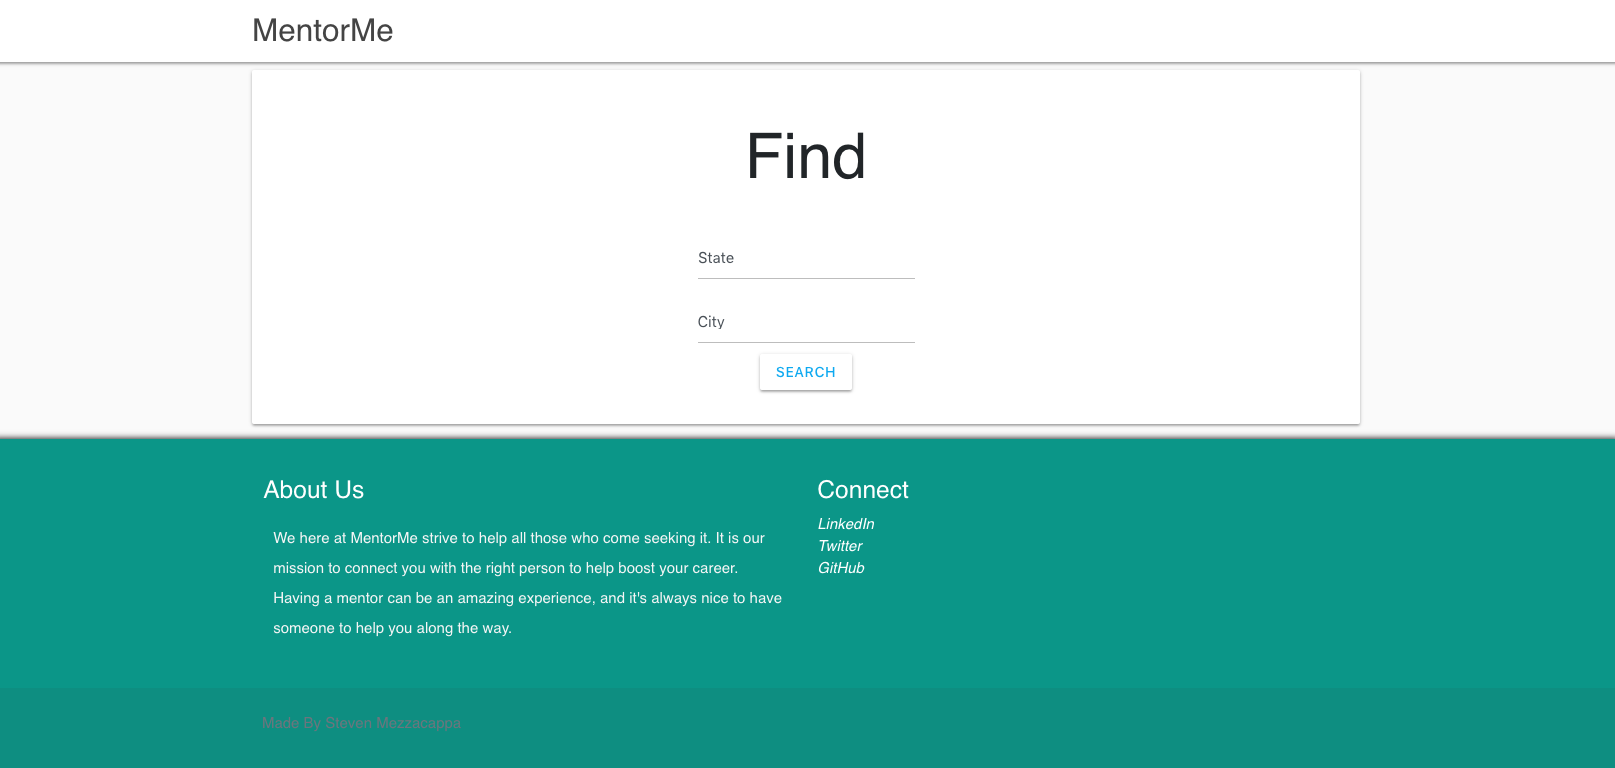 MentorMe
Find
State
City
SEARCH
About Us
We here at MentorMe strive to help all those who come seeking it. It is our
mission to connect you with the right person to help boost your career.
Having a mentor can be an amazing experience, and it's always nice to have
someone to help you along the way.
Connect
LinkedIn
Twitter
GitHub
Made By Steven Mezzacappa